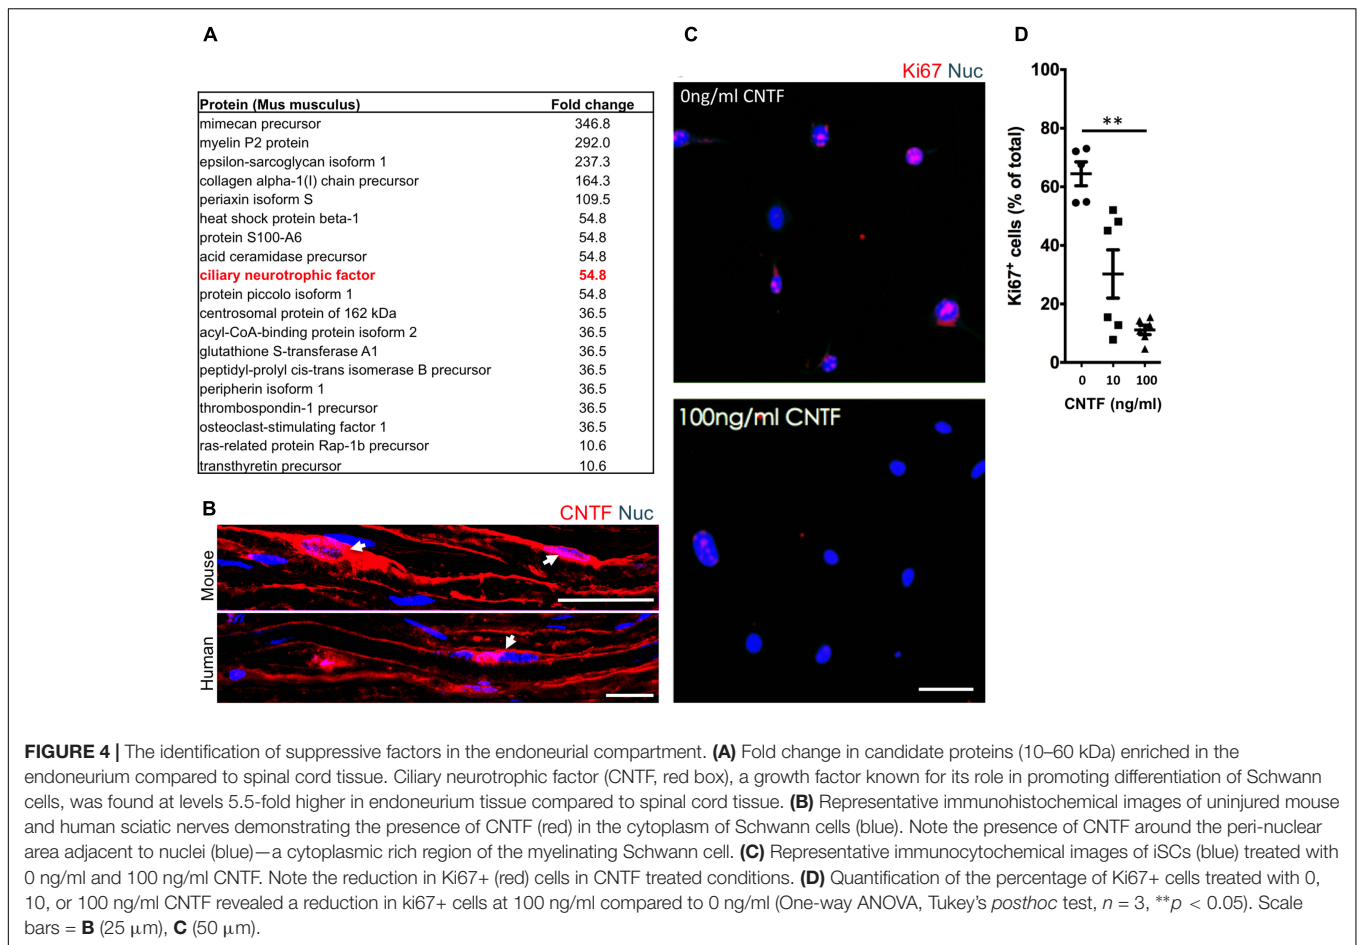 A
Protein (Mus musculus) Fold change
mimecan precursor 346.8
myelin P2 protein 292.0
epsilon-sarcoglycan isoform 1 237.3
collagen alpha-1(I) chain precursor 164.3
periaxin isoform S 109.5
heat shock protein beta-1 54.8
protein S100-A6 54.8
acid ceramidase precursor 54.8
ciliary neurotrophic factor 54.8
protein piccolo isoform 1 54.8
centrosomal protein of 162 kDa 36.5
acyl-CoA-binding protein isoform 2 36.5
glutathione S-transferase A1 36.5
peptidyl-prolyl cis-trans isomerase B precursor 36.5
peripherin isoform 1 36.5
thrombospondin-1 precursor 36.5
osteoclast-stimulating factor 1 36.5
ras-related protein Rap-1b precursor 10.6
transthyretin precursor 10.6
B
CNTF Nuc
Mouse
Human
C
Ki67 Nuc
0ng/ml CNTF
100ng/ml CNTF
D
100
80
60
40
20
0
Ki67+ cells (% of total)
**
0 10 100
CNTF (ng/ml)
FIGURE 4 | The identification of suppressive factors in the endoneurial compartment. (A) Fold change in candidate proteins (10–60 kDa) enriched in the
endoneurium compared to spinal cord tissue. Ciliary neurotrophic factor (CNTF, red box), a growth factor known for its role in promoting differentiation of Schwann
cells, was found at levels 5.5-fold higher in endoneurium tissue compared to spinal cord tissue. (B) Representative immunohistochemical images of uninjured mouse
and human sciatic nerves demonstrating the presence of CNTF (red) in the cytoplasm of Schwann cells (blue). Note the presence of CNTF around the peri-nuclear
area adjacent to nuclei (blue)—a cytoplasmic rich region of the myelinating Schwann cell. (C) Representative immunocytochemical images of iSCs (blue) treated with
0 ng/ml and 100 ng/ml CNTF. Note the reduction in Ki67+ (red) cells in CNTF treated conditions. (D) Quantification of the percentage of Ki67+ cells treated with 0,
10, or 100 ng/ml CNTF revealed a reduction in ki67+ cells at 100 ng/ml compared to 0 ng/ml (One-way ANOVA, Tukey's posthoc test, n = 3, **p < 0.05). Scale
bars = B (25 µm), C (50 µm).